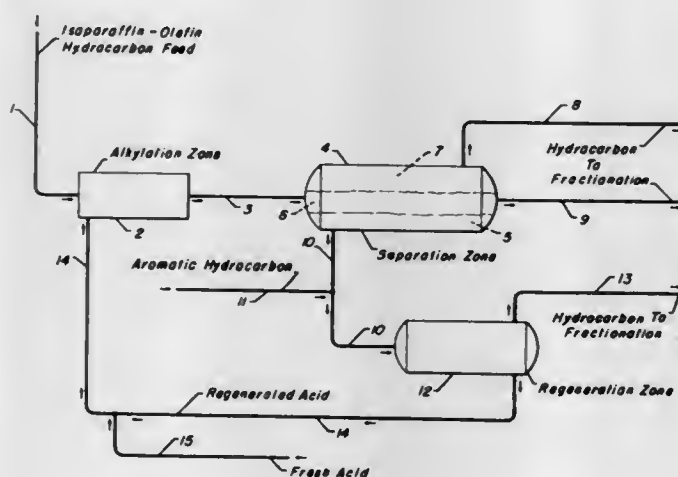 Isoparaffin-Olefin
Hydrocarbon Feed
1
8
Alkylation Zone
4
7
Hydrocarbon
To
Fractionation
6
3
5
9
2
10
Separation Zone
14
Aromatic Hydrocarbon
13
11
Hydrocarbon To
Fractionation
10
12
Regeneration Zone
Regenerated Acid
14
15
Fresh Acid